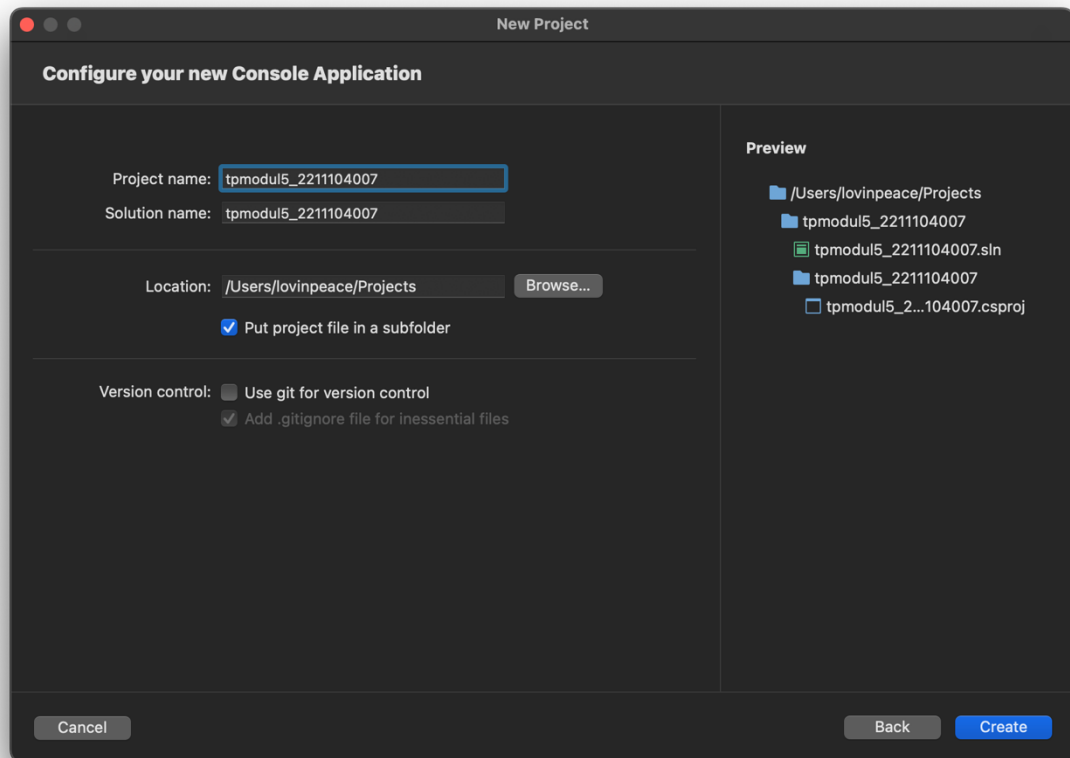 New Project
Configure your new Console Application
Project name: tpmodul5_2211104007
Solution name: tpmodul5_2211104007
Location: /Users/lovinpeace/Projects Browse...
Put project file in a subfolder
Version control: Use git for version control
Add .gitignore file for inessential files
Preview
/Users/lovinpeace/Projects
tpmodul5_2211104007
tpmodul5_2211104007.sln
tpmodul5_2211104007
tpmodul5_2...104007.csproj
Cancel Back Create